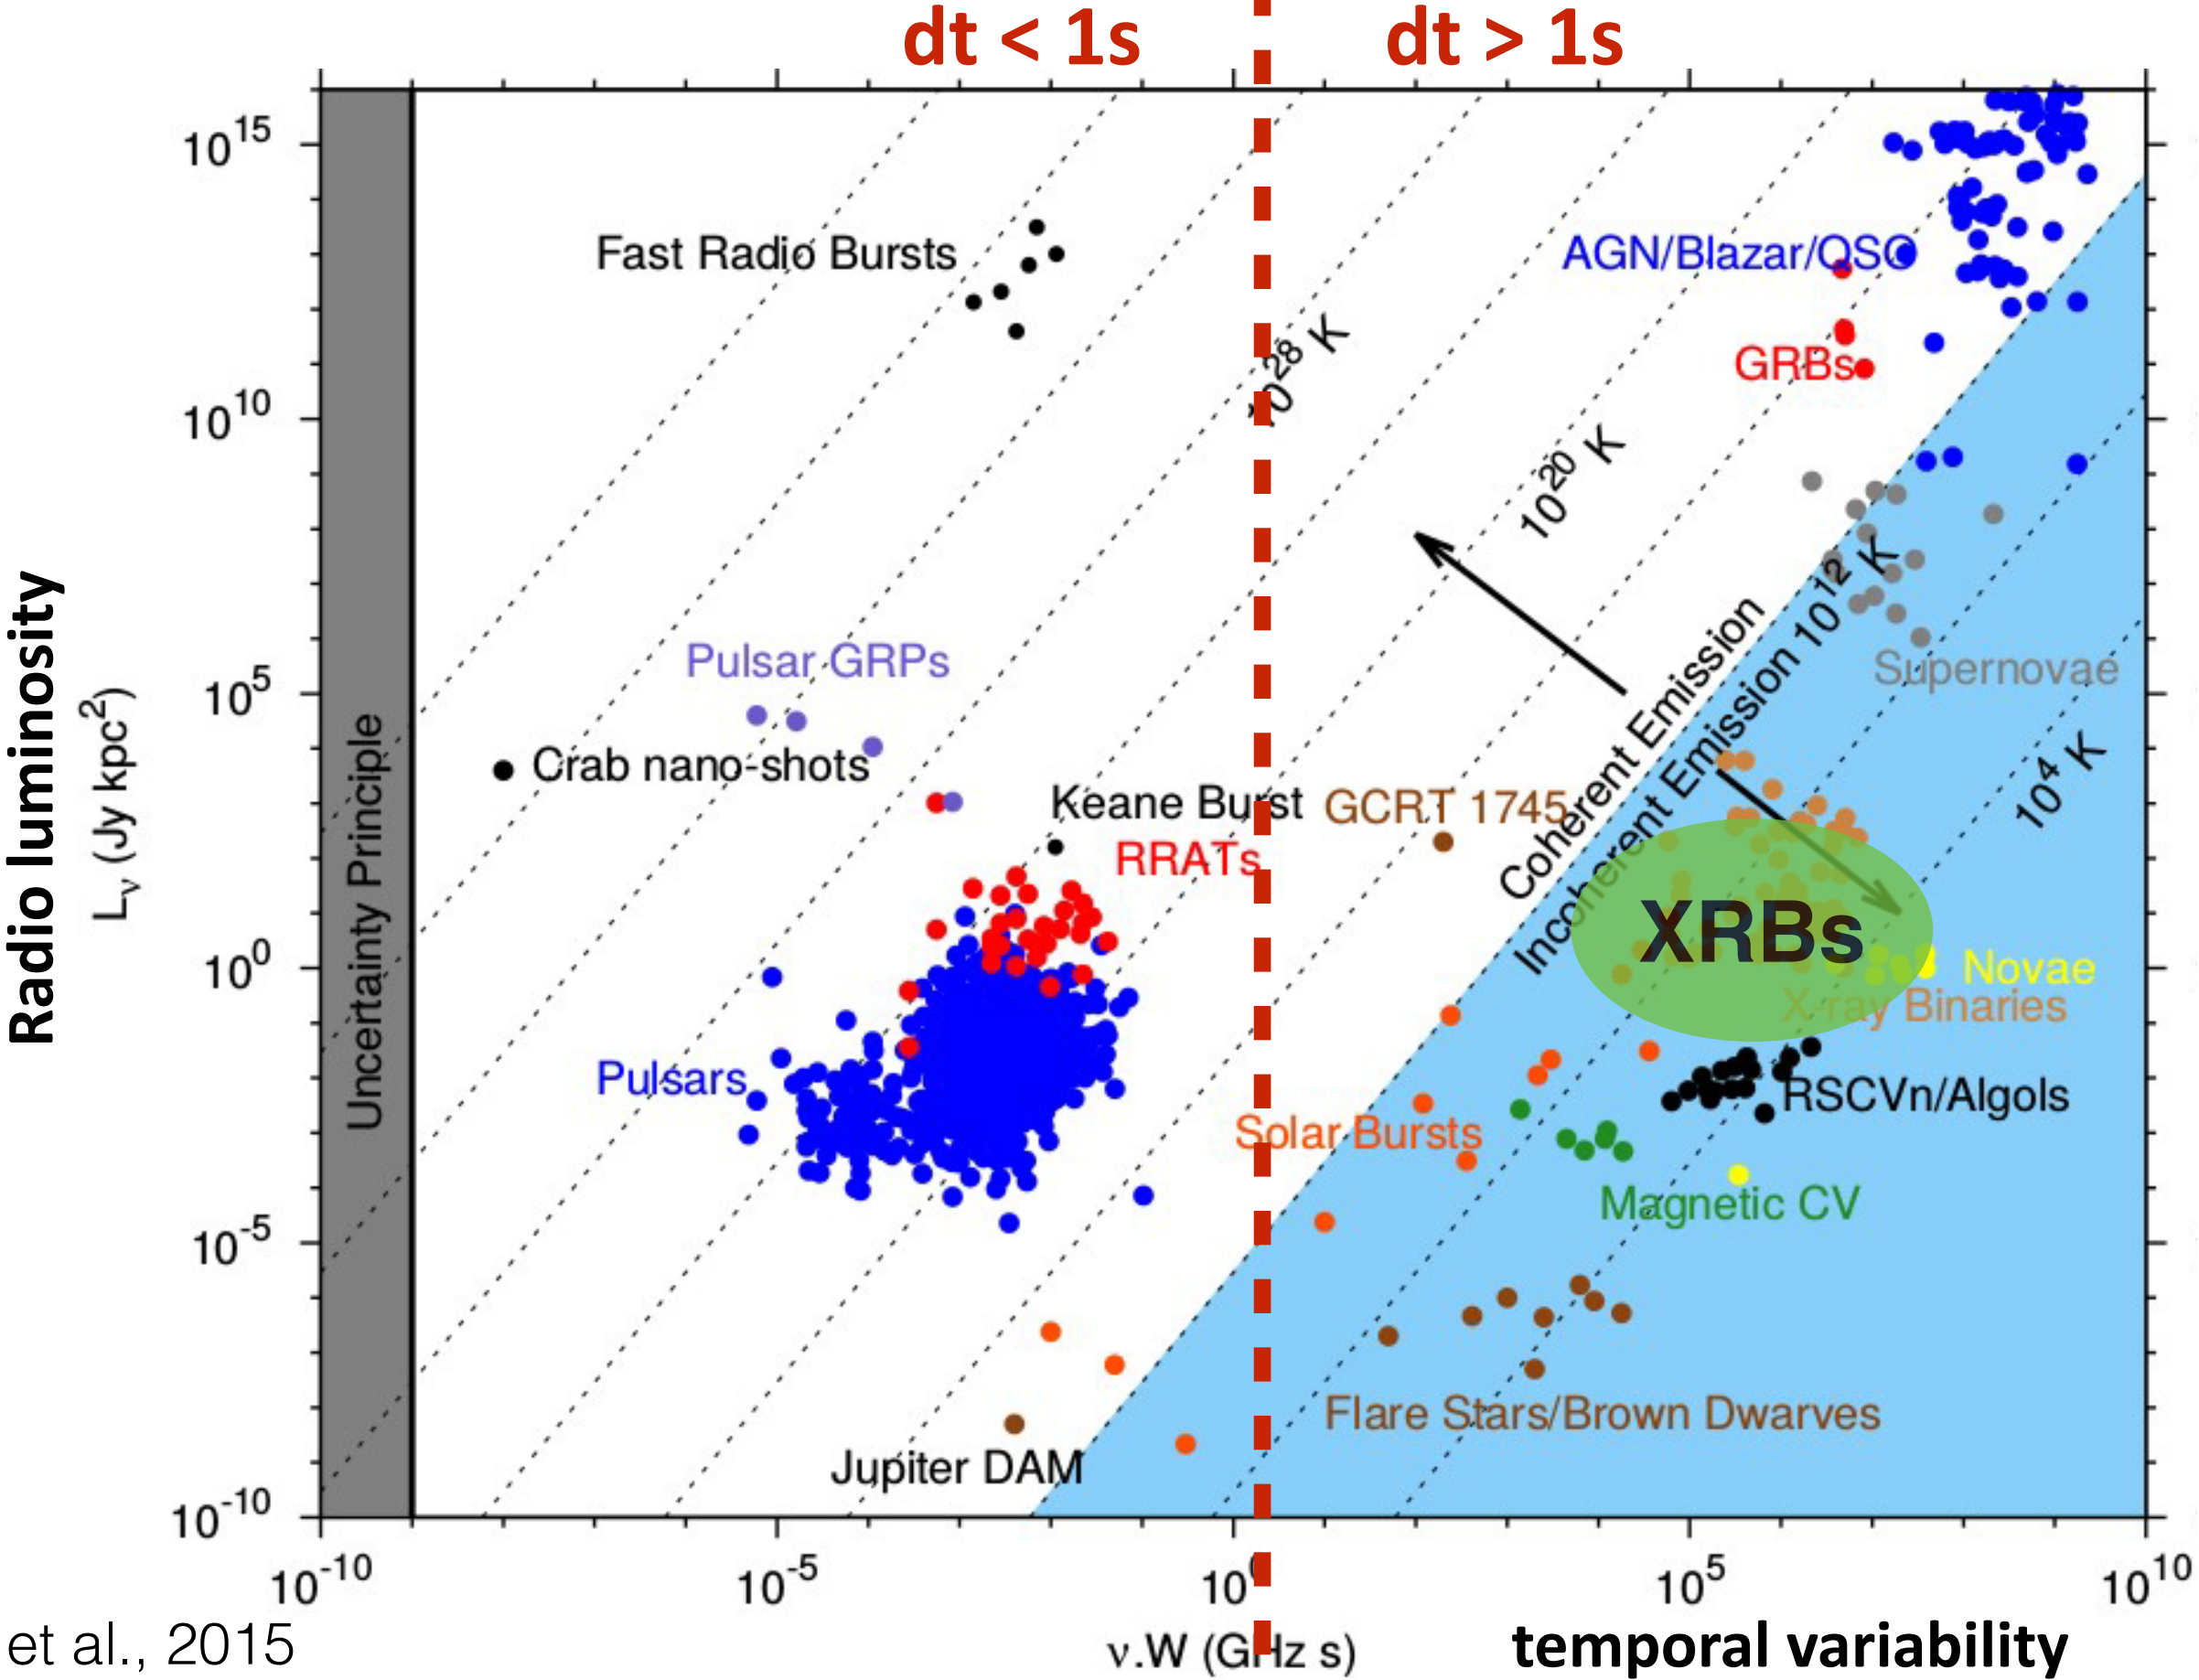 dt < 1s
dt > 1s
10^15
Fast Radio Bursts
AGN/Blazar/QSO
10^28 K
GRBs
10^10
10^20 K
Coherent Emission
Incoherent Emission 10^12 K
Pulsar GRPs
Supernovae
10^5
10^4 K
Crab nano-shots
Keane Burst
GCRT 1745
RRATs
XRBs
10^0
Novae
X-ray Binaries
Pulsars
RSCVn/Algols
Solar Bursts
Magnetic CV
10^-5
Flare Stars/Brown Dwarves
Jupiter DAM
10^-10
Uncertainty Principle
Radio luminosity
Lν (Jy kpc²)
10^-10
10^-5
10^0
10^5
10^10
et al., 2015
ν.W (GHz s)
temporal variability